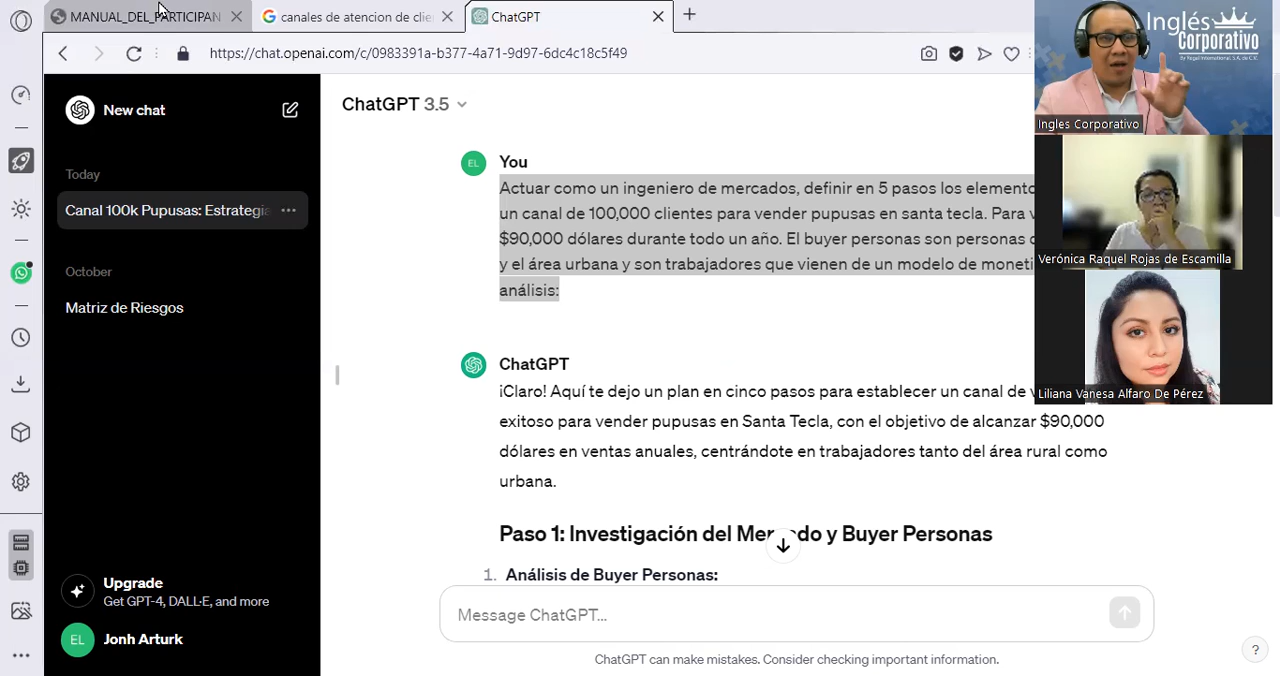 MANUAL_DEL_PARTICIPAN
canales de atencion de clie
ChatGPT
https://chat.openai.com/c/0983391a-b377-4a71-9d97-6dc4c18c5f49
New chat
Today
Canal 100k Pupusas: Estrategi
October
Matriz de Riesgos
Upgrade
Get GPT-4, DALL·E, and more
EL
Jonh Arturk
ChatGPT 3.5
EL
You
Actuar como un ingeniero de mercados, definir en 5 pasos los elemento
un canal de 100,000 clientes para vender pupusas en santa tecla. Para v
$90,000 dólares durante todo un año. El buyer personas son personas
y el área urbana y son trabajadores que vienen de un modelo de moneti
análisis:
ChatGPT
¡Claro! Aquí te dejo un plan en cinco pasos para establecer un canal de v
exitoso para vender pupusas en Santa Tecla, con el objetivo de alcanzar $90,000
dólares en ventas anuales, centrándote en trabajadores tanto del área rural como
urbana.
Paso 1: Investigación del Mercado y Buyer Personas
1. Análisis de Buyer Personas:
Message ChatGPT...
ChatGPT can make mistakes. Consider checking important information.
?
Inglés
Corporativo
Ingles Corporativo
Verónica Raquel Rojas de Escamilla
Liliana Vanesa Alfaro De Pérez